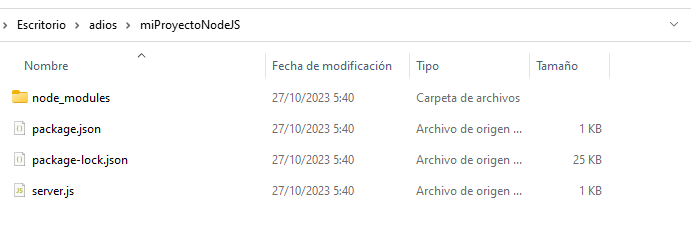 Escritorio > adios > miProyectoNodeJS
Nombre Fecha de modificación Tipo Tamaño
node_modules 27/10/2023 5:40 Carpeta de archivos
package.json 27/10/2023 5:40 Archivo de origen ... 1 KB
package-lock.json 27/10/2023 5:40 Archivo de origen ... 25 KB
server.js 27/10/2023 5:40 Archivo de origen ... 1 KB